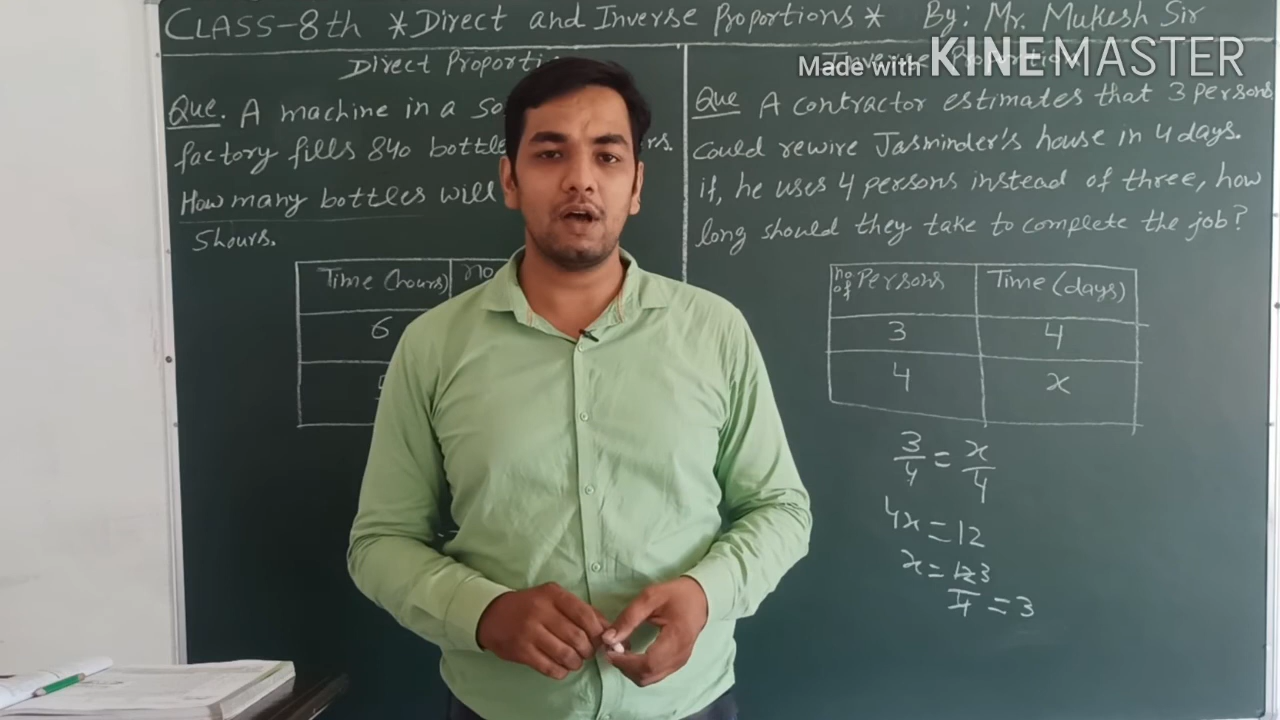 CLASS-8th *Direct and Inverse Proportions* By: Mr. Mukesh Sir
Made with KINEMASTER
Direct Proporti
Que. A machine in a so
factory fills 840 bottle rs.
How many bottles will
5hours.
Time (hours) no
6
Que A contractor estimates that 3 persons
Could rewire Jasminder's house in 4 days.
if, he uses 4 persons instead of three, how
long should they take to complete the job?
no of Persons Time (days)
3 4
4 x
3/4 = x/4
4x = 12
x = 12 3
/4 = 3